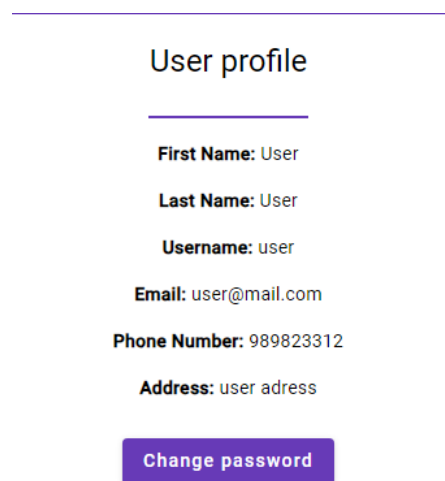 User profile
First Name: User
Last Name: User
Username: user
Email: user@mail.com
Phone Number: 989823312
Address: user adress
Change password